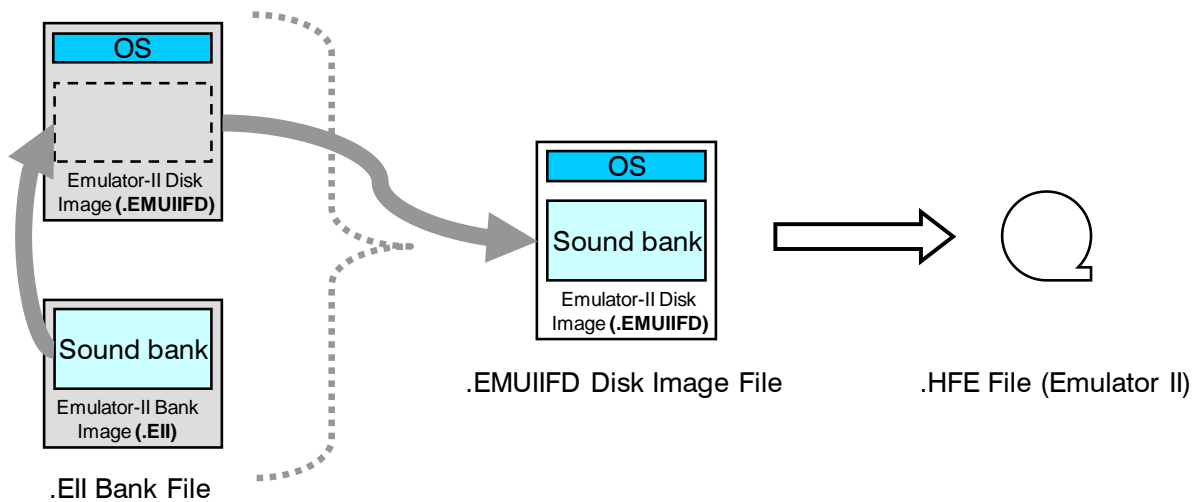 OS
Emulator-II Disk
Image (.EMUIIFD)
Sound bank
Emulator-II Bank
Image (.EII)
.EII Bank File
OS
Sound bank
Emulator-II Disk
Image (.EMUIIFD)
.EMUIIFD Disk Image File
.HFE File (Emulator II)